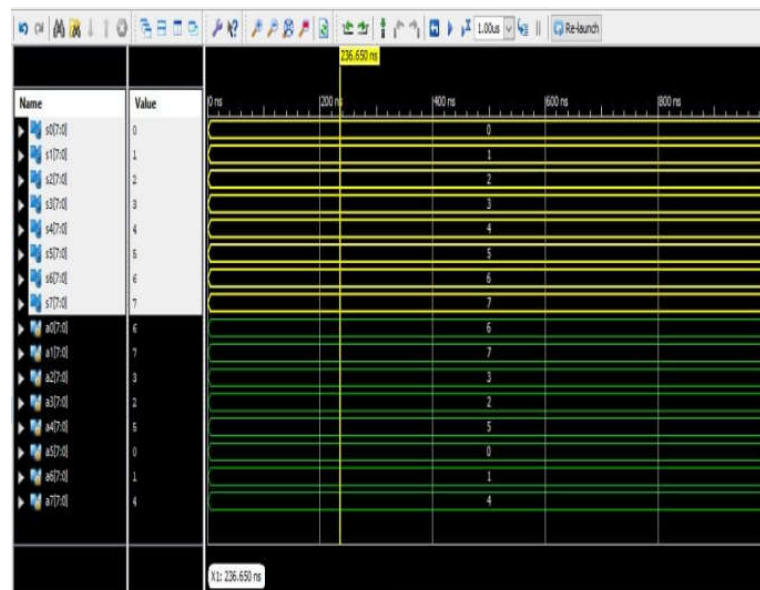 1.00us Re-launch
236.650 ns
Name Value 0 ns 200 ns 400 ns 600 ns 800 ns
s0[7:0] 0 0
s1[7:0] 1 1
s2[7:0] 2 2
s3[7:0] 3 3
s4[7:0] 4 4
s5[7:0] 5 5
s6[7:0] 6 6
s7[7:0] 7 7
a0[7:0] 6 6
a1[7:0] 7 7
a2[7:0] 3 3
a3[7:0] 2 2
a4[7:0] 5 5
a5[7:0] 0 0
a6[7:0] 1 1
a7[7:0] 4 4
X1: 236.650 ns